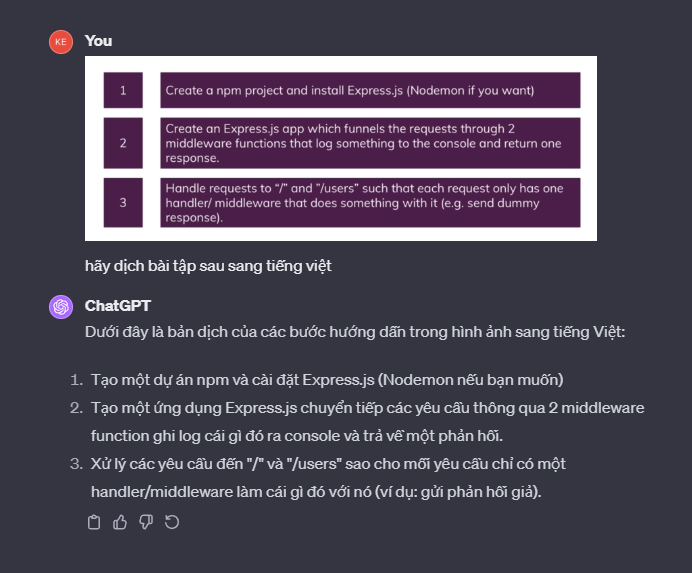 KE
You
1
Create a npm project and install Express.js (Nodemon if you want)
2
Create an Express.js app which funnels the requests through 2
middleware functions that log something to the console and return one
response.
3
Handle requests to “/” and ”/users” such that each request only has one
handler/ middleware that does something with it (e.g. send dummy
response).
hãy dịch bài tập sau sang tiếng việt
ChatGPT
Dưới đây là bản dịch của các bước hướng dẫn trong hình ảnh sang tiếng Việt:
1. Tạo một dự án npm và cài đặt Express.js (Nodemon nếu bạn muốn)
2. Tạo một ứng dụng Express.js chuyển tiếp các yêu cầu thông qua 2 middleware
function ghi log cái gì đó ra console và trả về một phản hồi.
3. Xử lý các yêu cầu đến "/" và "/users" sao cho mỗi yêu cầu chỉ có một
handler/middleware làm cái gì đó với nó (ví dụ: gửi phản hồi giả).